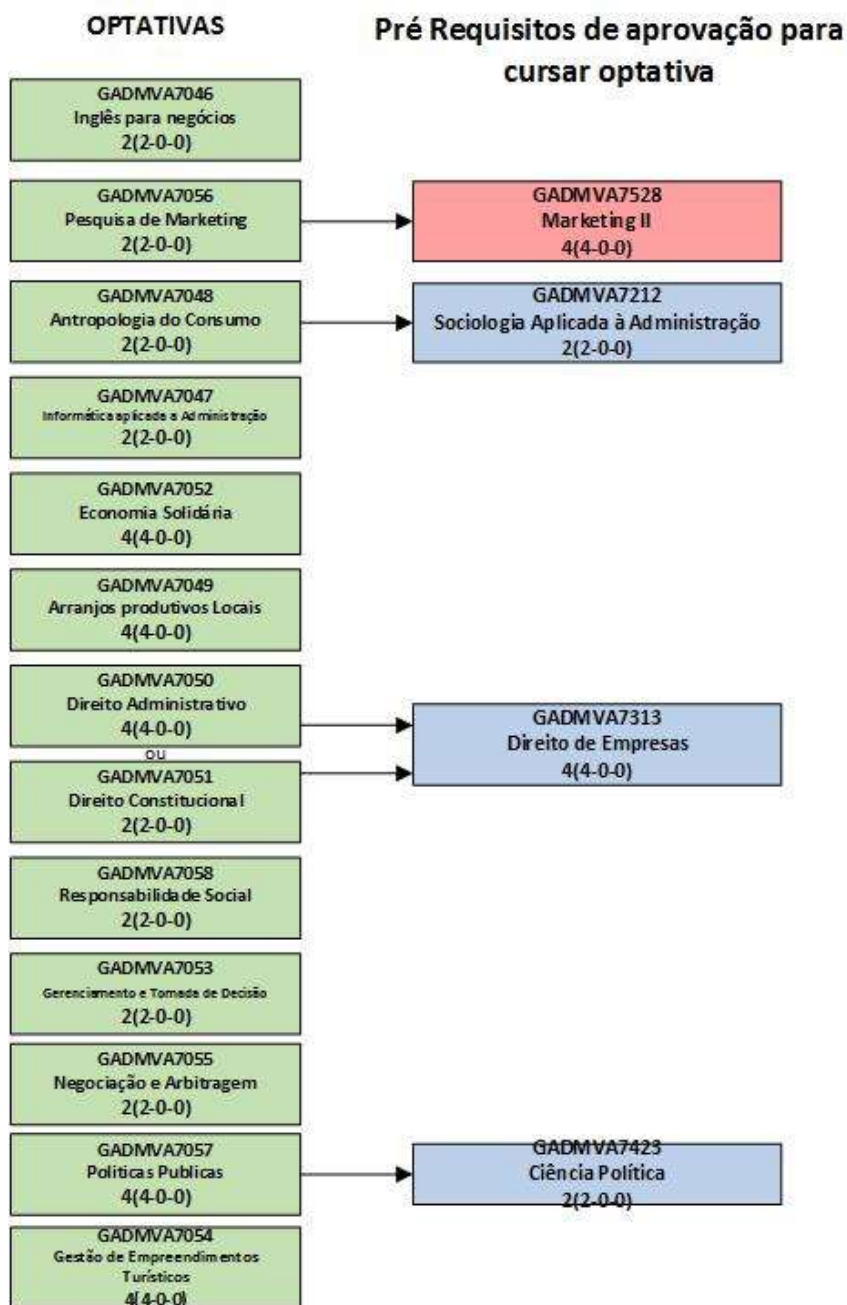 OPTATIVAS
Pré Requisitos de aprovação para
cursar optativa
GADMVA7046
Inglês para negócios
2(2-0-0)
GADMVA7056
Pesquisa de Marketing
2(2-0-0)
GADMVA7528
Marketing II
4(4-0-0)
GADMVA7048
Antropologia do Consumo
2(2-0-0)
GADMVA7212
Sociologia Aplicada à Administração
2(2-0-0)
GADMVA7047
Informática aplicada a Administração
2(2-0-0)
GADMVA7052
Economia Solidária
4(4-0-0)
GADMVA7049
Arranjos produtivos Locais
4(4-0-0)
GADMVA7050
Direito Administrativo
4(4-0-0)
ou
GADMVA7051
Direito Constitucional
2(2-0-0)
GADMVA7313
Direito de Empresas
4(4-0-0)
GADMVA7058
Responsabilidade Social
2(2-0-0)
GADMVA7053
Gerenciamento e Tomada de Decisão
2(2-0-0)
GADMVA7055
Negociação e Arbitragem
2(2-0-0)
GADMVA7057
Politicas Publicas
4(4-0-0)
GADMVA7423
Ciência Política
2(2-0-0)
GADMVA7054
Gestão de Empreendimentos
Turísticos
4(4-0-0)